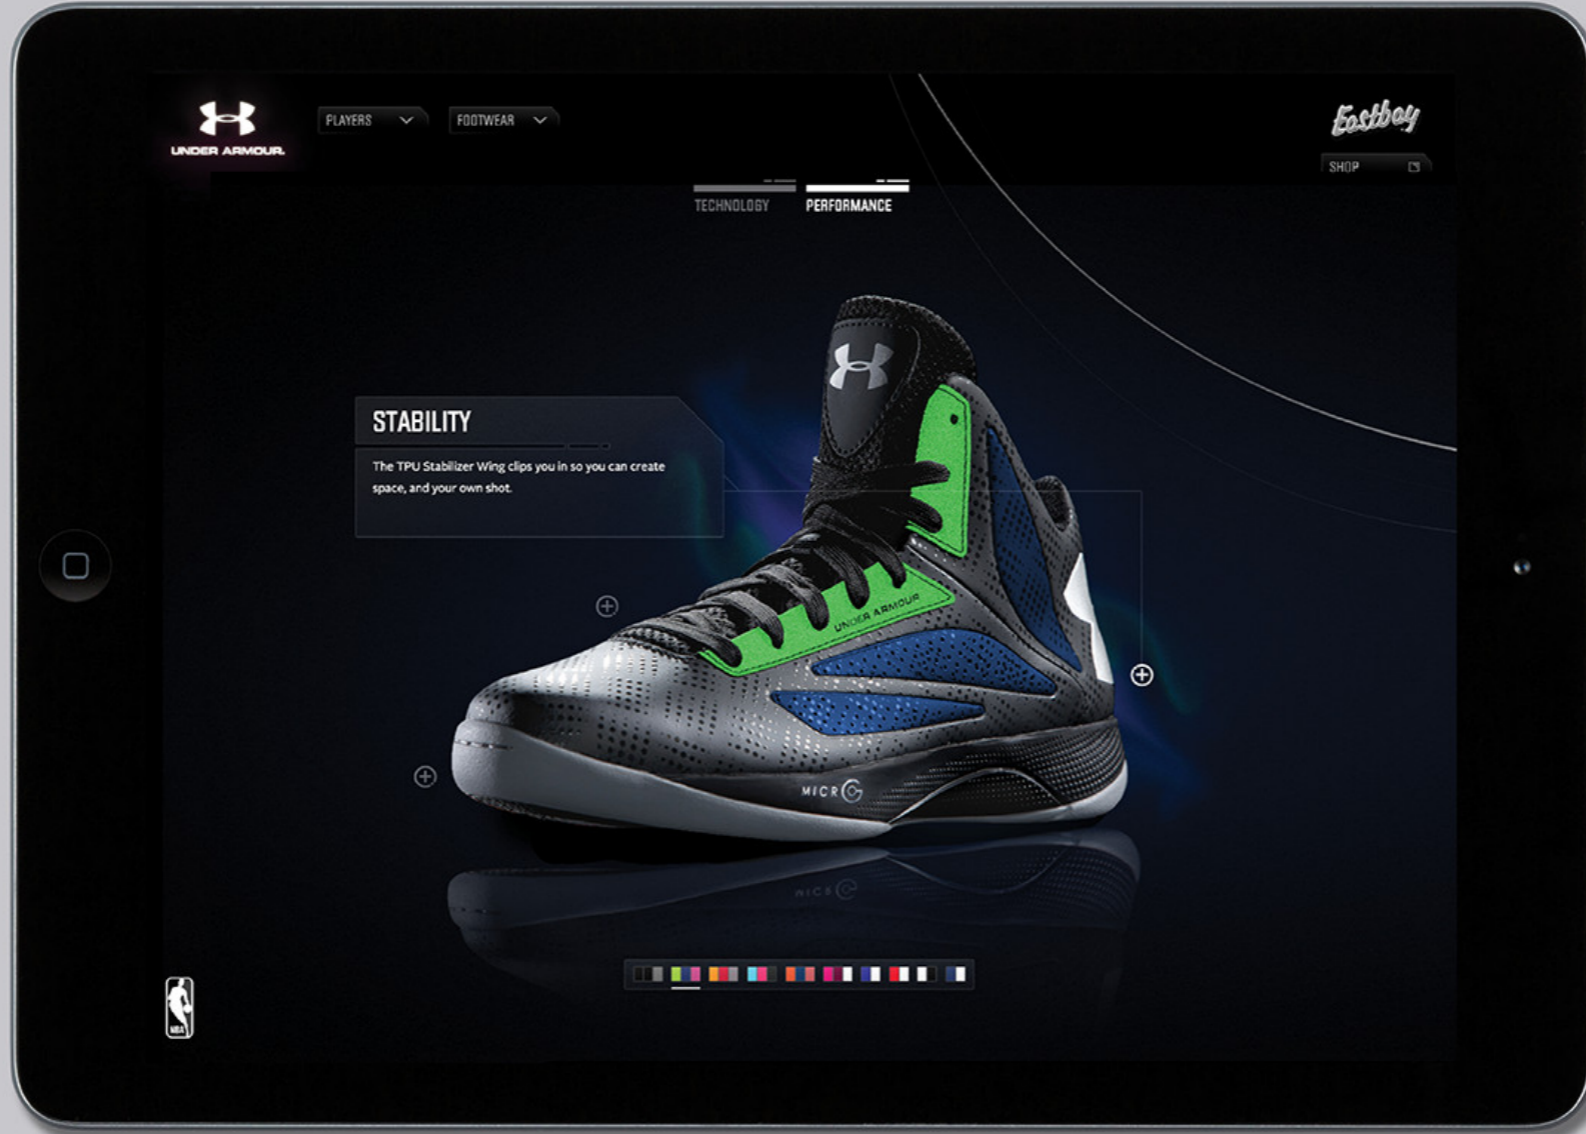 UNDER ARMOUR.
PLAYERS
FOOTWEAR
Eastbay
SHOP
TECHNOLOGY
PERFORMANCE
STABILITY
The TPU Stabilizer Wing clips you in so you can create
space, and your own shot.
UNDER ARMOUR
MICRO G
NBA